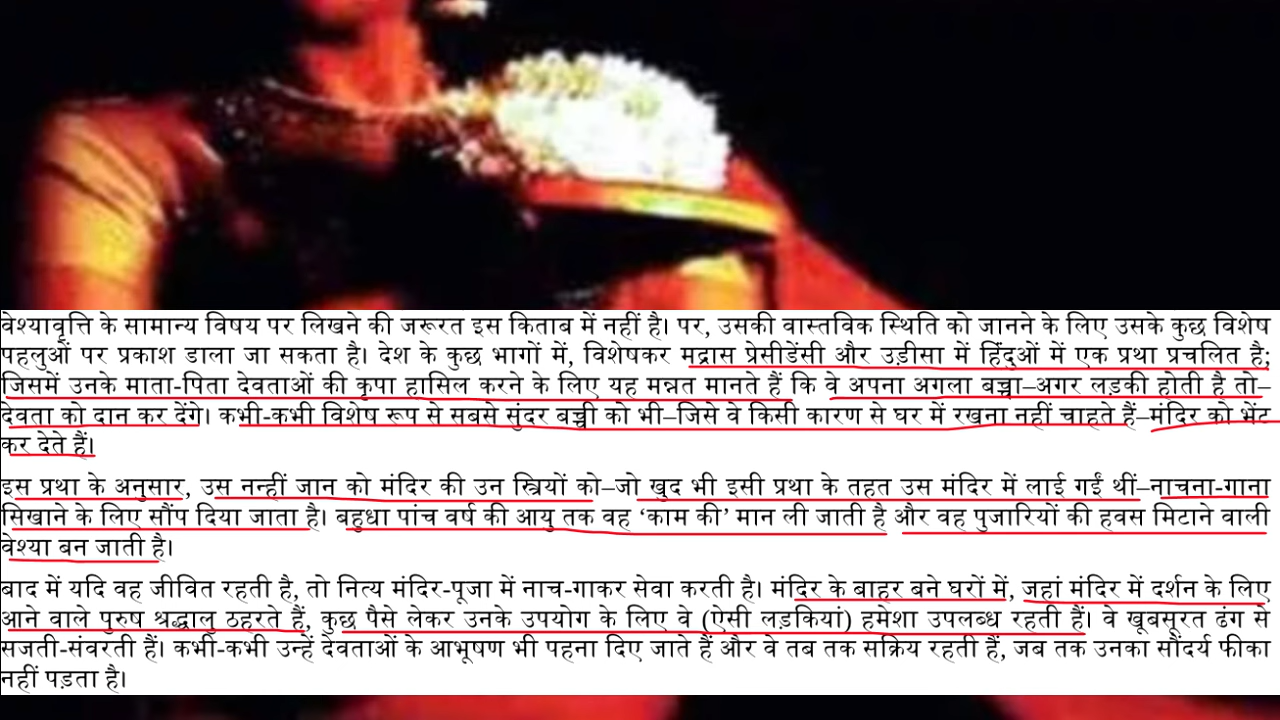 वेश्यावृत्ति के सामान्य विषय पर लिखने की जरूरत इस किताब में नहीं है। पर, उसकी वास्तविक स्थिति को जानने के लिए उसके कुछ विशेष
पहलुओं पर प्रकाश डाला जा सकता है। देश के कुछ भागों में, विशेषकर मद्रास प्रेसीडेंसी और उड़ीसा में हिंदुओं में एक प्रथा प्रचलित है;
जिसमें उनके माता-पिता देवताओं की कृपा हासिल करने के लिए यह मन्नत मानते हैं कि वे अपना अगला बच्चा–अगर लड़की होती है तो–
देवता को दान कर देंगे। कभी-कभी विशेष रूप से सबसे सुंदर बच्ची को भी–जिसे वे किसी कारण से घर में रखना नहीं चाहते हैं–मंदिर को भेंट
कर देते हैं।
इस प्रथा के अनुसार, उस नन्हीं जान को मंदिर की उन स्त्रियों को–जो खुद भी इसी प्रथा के तहत उस मंदिर में लाई गईं थीं–नाचना-गाना
सिखाने के लिए सौंप दिया जाता है। बहुधा पांच वर्ष की आयु तक वह ‘काम की’ मान ली जाती है और वह पुजारियों की हवस मिटाने वाली
वेश्या बन जाती है।
बाद में यदि वह जीवित रहती है, तो नित्य मंदिर-पूजा में नाच-गाकर सेवा करती है। मंदिर के बाहर बने घरों में, जहां मंदिर में दर्शन के लिए
आने वाले पुरुष श्रद्धालु ठहरते हैं, कुछ पैसे लेकर उनके उपयोग के लिए वे (ऐसी लड़कियां) हमेशा उपलब्ध रहती हैं। वे खूबसूरत ढंग से
सजती-संवरती हैं। कभी-कभी उन्हें देवताओं के आभूषण भी पहना दिए जाते हैं और वे तब तक सक्रिय रहती हैं, जब तक उनका सौंदर्य फीका
नहीं पड़ता है।